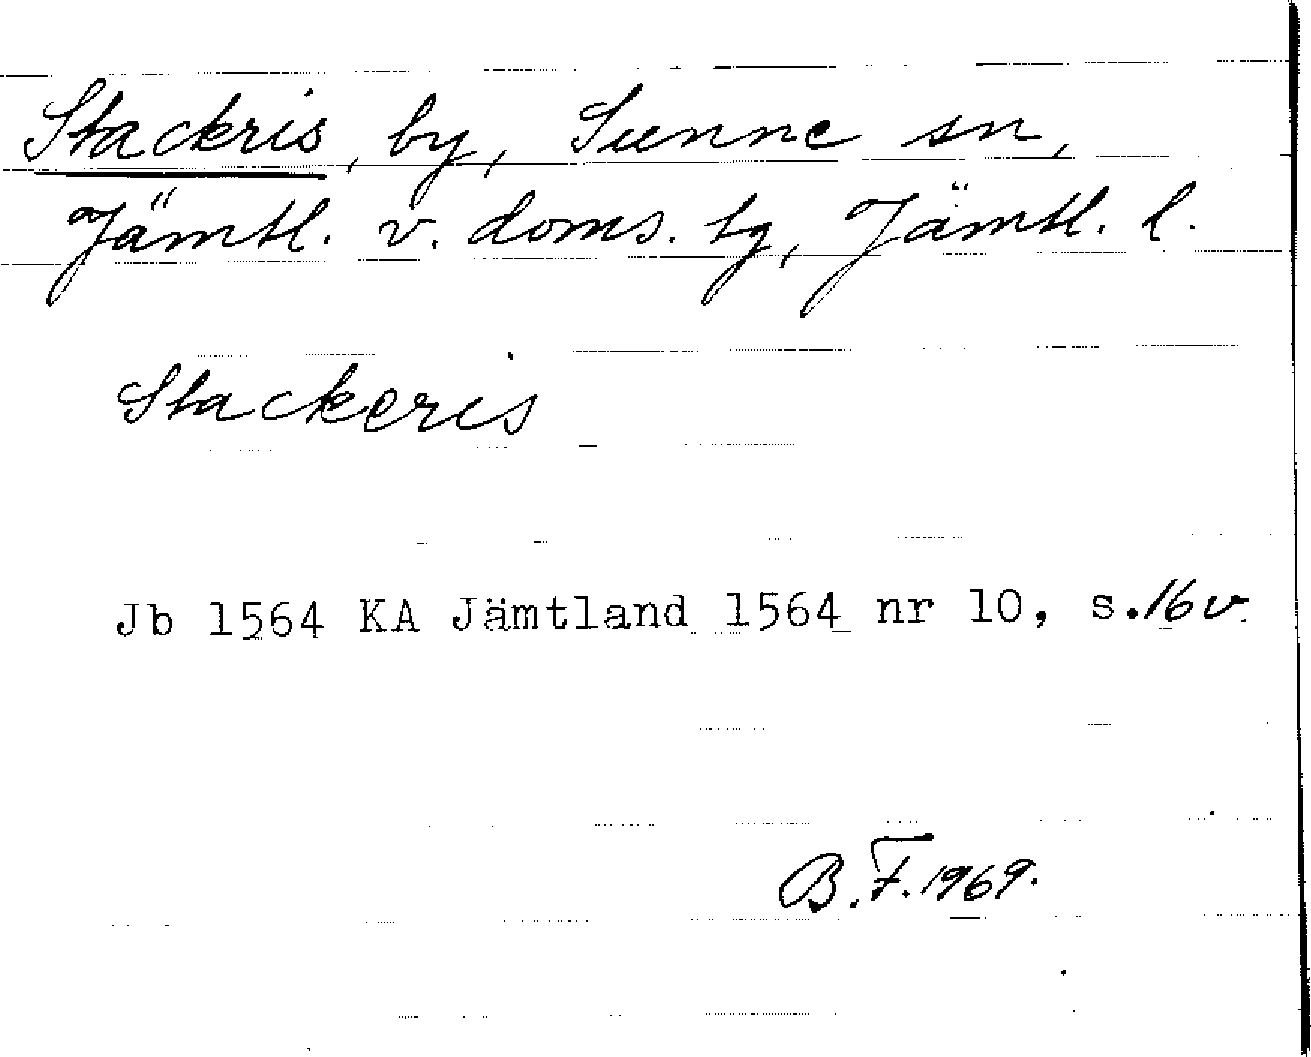 Stackris, by, Sunne sn,
Jämtl. v. doms. tg, Jämtl. l.
Stackeris
Jb 1564 KA Jämtland 1564 nr 10, s.16v.
B.F. 1969.